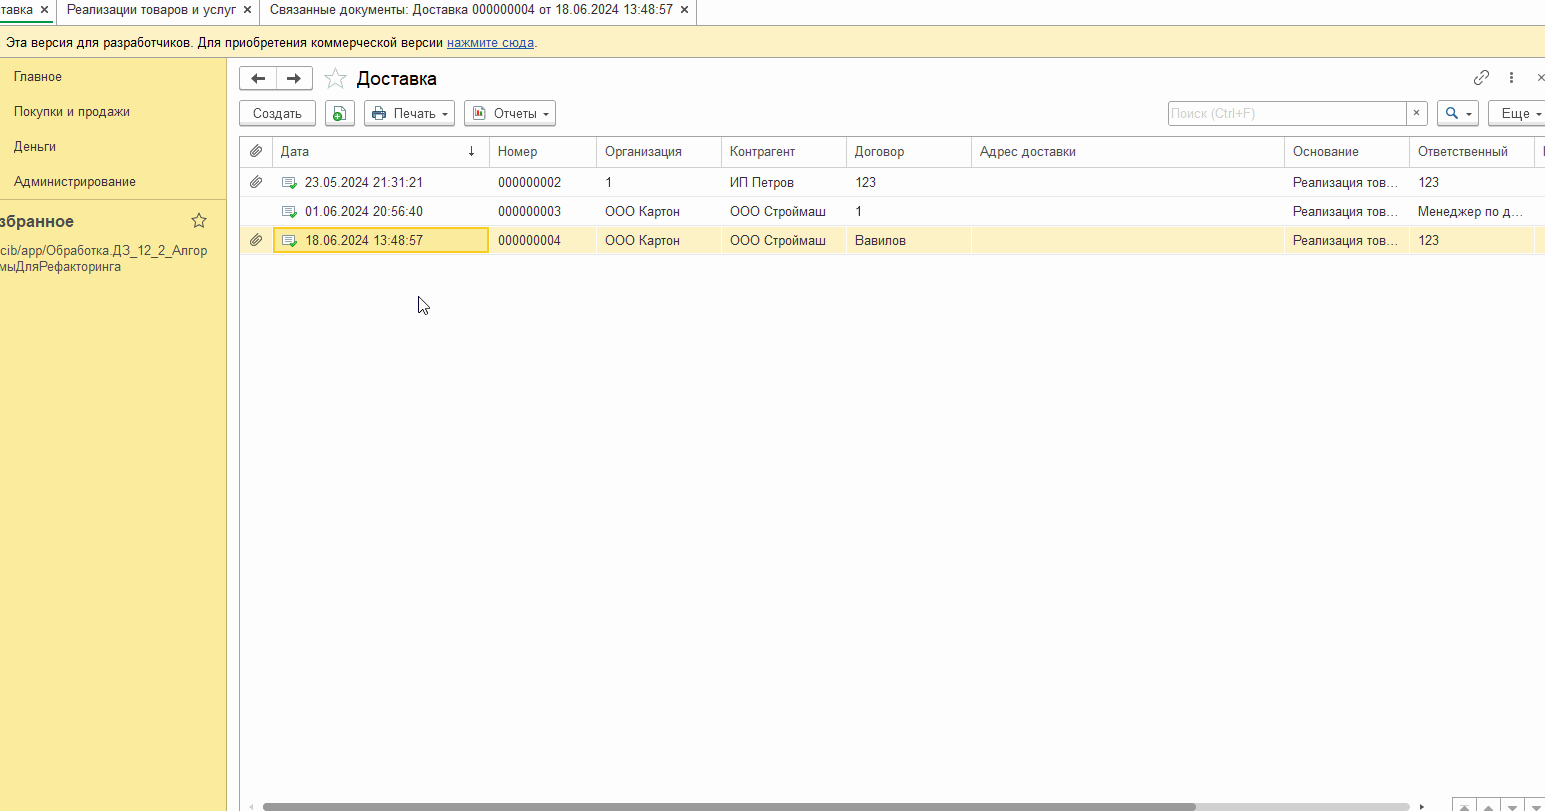 тавка × Реализации товаров и услуг × Связанные документы: Доставка 000000004 от 18.06.2024 13:48:57 ×
Эта версия для разработчиков. Для приобретения коммерческой версии нажмите сюда.
Главное
Покупки и продажи
Деньги
Администрирование
збранное
cib/app/Обработка.ДЗ_12_2_Алгор
мыДляРефакторинга
Доставка
Создать Печать Отчеты Поиск (Ctrl+F) × Еще
Дата ↓ Номер Организация Контрагент Договор Адрес доставки Основание Ответственный
23.05.2024 21:31:21 000000002 1 ИП Петров 123 Реализация тов... 123
01.06.2024 20:56:40 000000003 ООО Картон ООО Строймаш 1 Реализация тов... Менеджер по д...
18.06.2024 13:48:57 000000004 ООО Картон ООО Строймаш Вавилов Реализация тов... 123